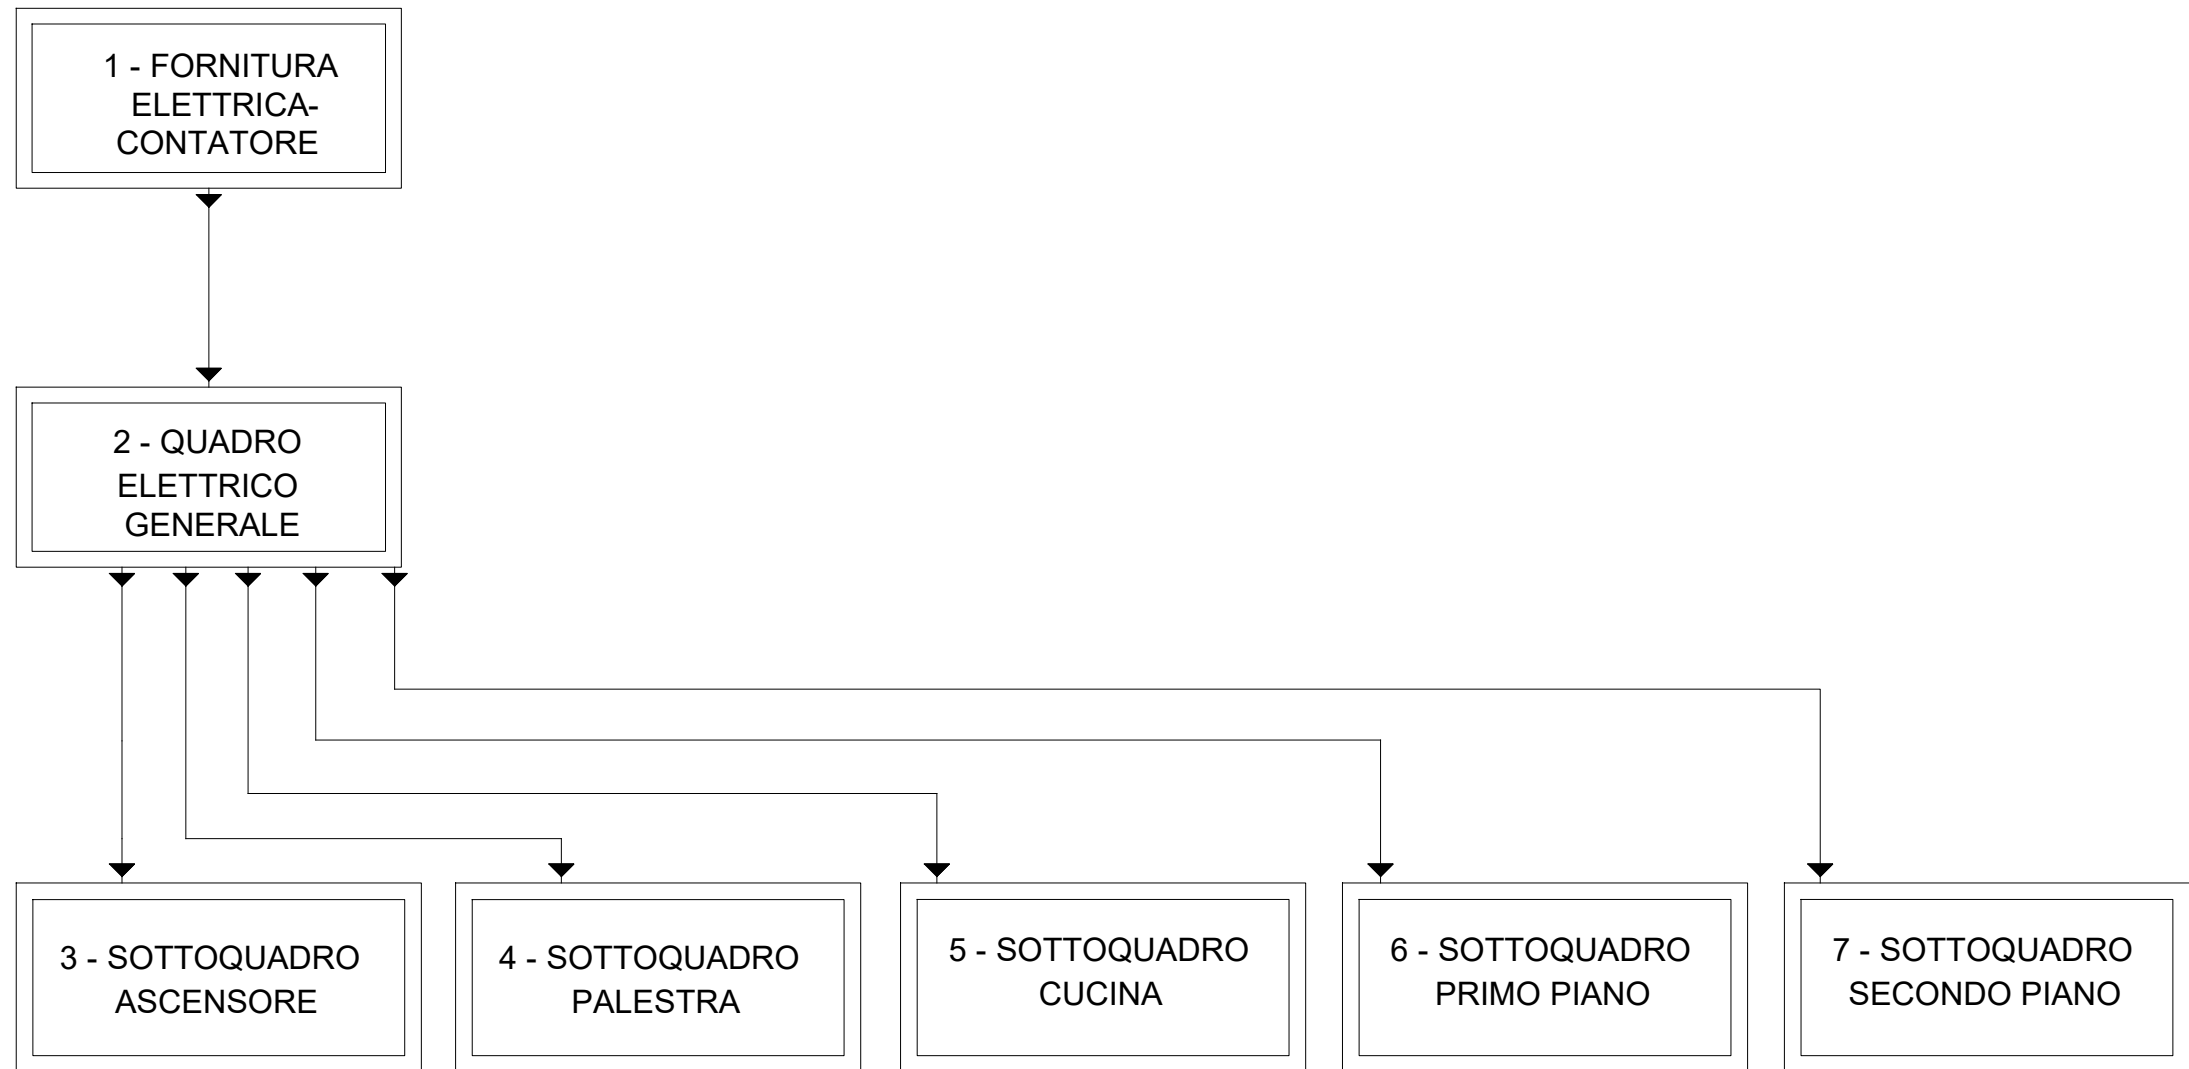 1 - FORNITURA
ELETTRICA-
CONTATORE
2 - QUADRO
ELETTRICO
GENERALE
3 - SOTTOQUADRO
ASCENSORE
4 - SOTTOQUADRO
PALESTRA
5 - SOTTOQUADRO
CUCINA
6 - SOTTOQUADRO
PRIMO PIANO
7 - SOTTOQUADRO
SECONDO PIANO